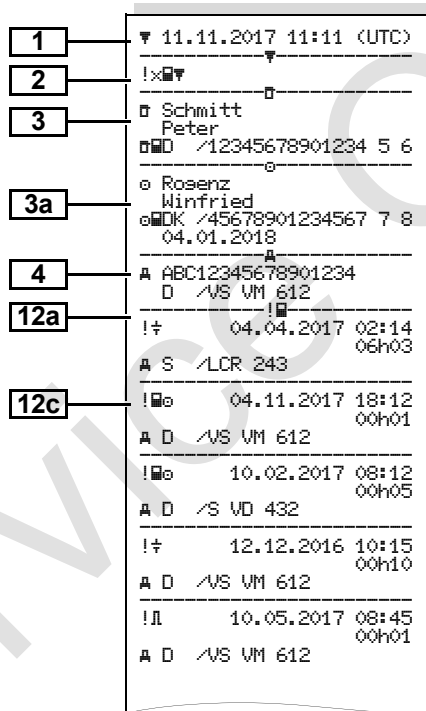 1 ▼ 11.11.2017 11:11 (UTC)
2 !x▼
3 Schmitt
Peter
D /12345678901234 5 6
3a Rogenz
Winfried
DK /45678901234567 7 8
04.01.2018
4 A ABC12345678901234
D /VS VM 612
12a !÷ 04.04.2017 02:14
06h03
A S /LCR 243
12c ! 04.11.2017 18:12
00h01
A D /VS VM 612
! 10.02.2017 08:12
00h05
A D /S VD 432
!÷ 12.12.2016 10:15
00h10
A D /VS VM 612
! 10.05.2017 08:45
00h01
A D /VS VM 612